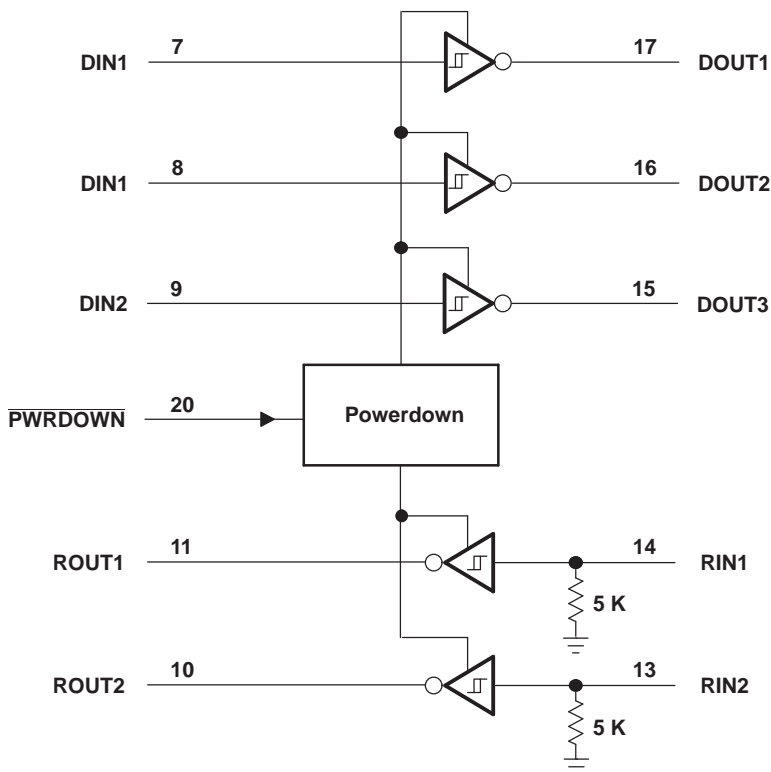 DIN1 7 17 DOUT1
DIN1 8 16 DOUT2
DIN2 9 15 DOUT3
PWRDOWN 20 Powerdown
ROUT1 11 14 RIN1
5 K
ROUT2 10 13 RIN2
5 K